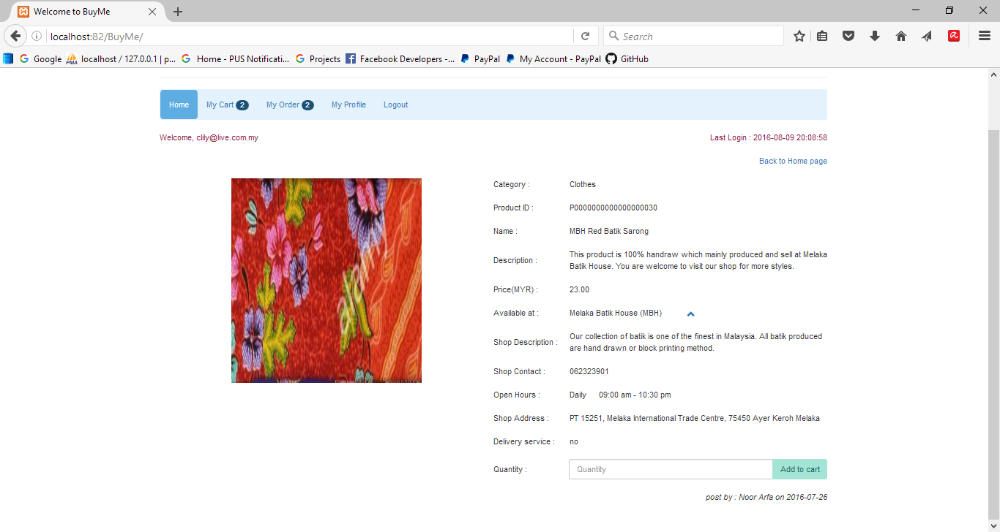 Welcome to BuyMe
localhost:82/BuyMe/
Search
Google localhost / 127.0.0.1 | p... Home - PUS Notificati... Projects Facebook Developers -... PayPal My Account - PayPal GitHub
Home My Cart 2 My Order 2 My Profile Logout
Welcome, clily@live.com.my Last Login : 2016-08-09 20:08:58
Back to Home page
Category : Clothes
Product ID : P0000000000000000030
Name : MBH Red Batik Sarong
Description : This product is 100% handraw which mainly produced and sell at Melaka
Batik House. You are welcome to visit our shop for more styles.
Price(MYR) : 23.00
Available at : Melaka Batik House (MBH)
Shop Description : Our collection of batik is one of the finest in Malaysia. All batik produced
are hand drawn or block printing method.
Shop Contact : 062323901
Open Hours : Daily 09:00 am - 10:30 pm
Shop Address : PT 15251, Melaka International Trade Centre, 75450 Ayer Keroh Melaka
Delivery service : no
Quantity : Quantity Add to cart
post by : Noor Arfa on 2016-07-26